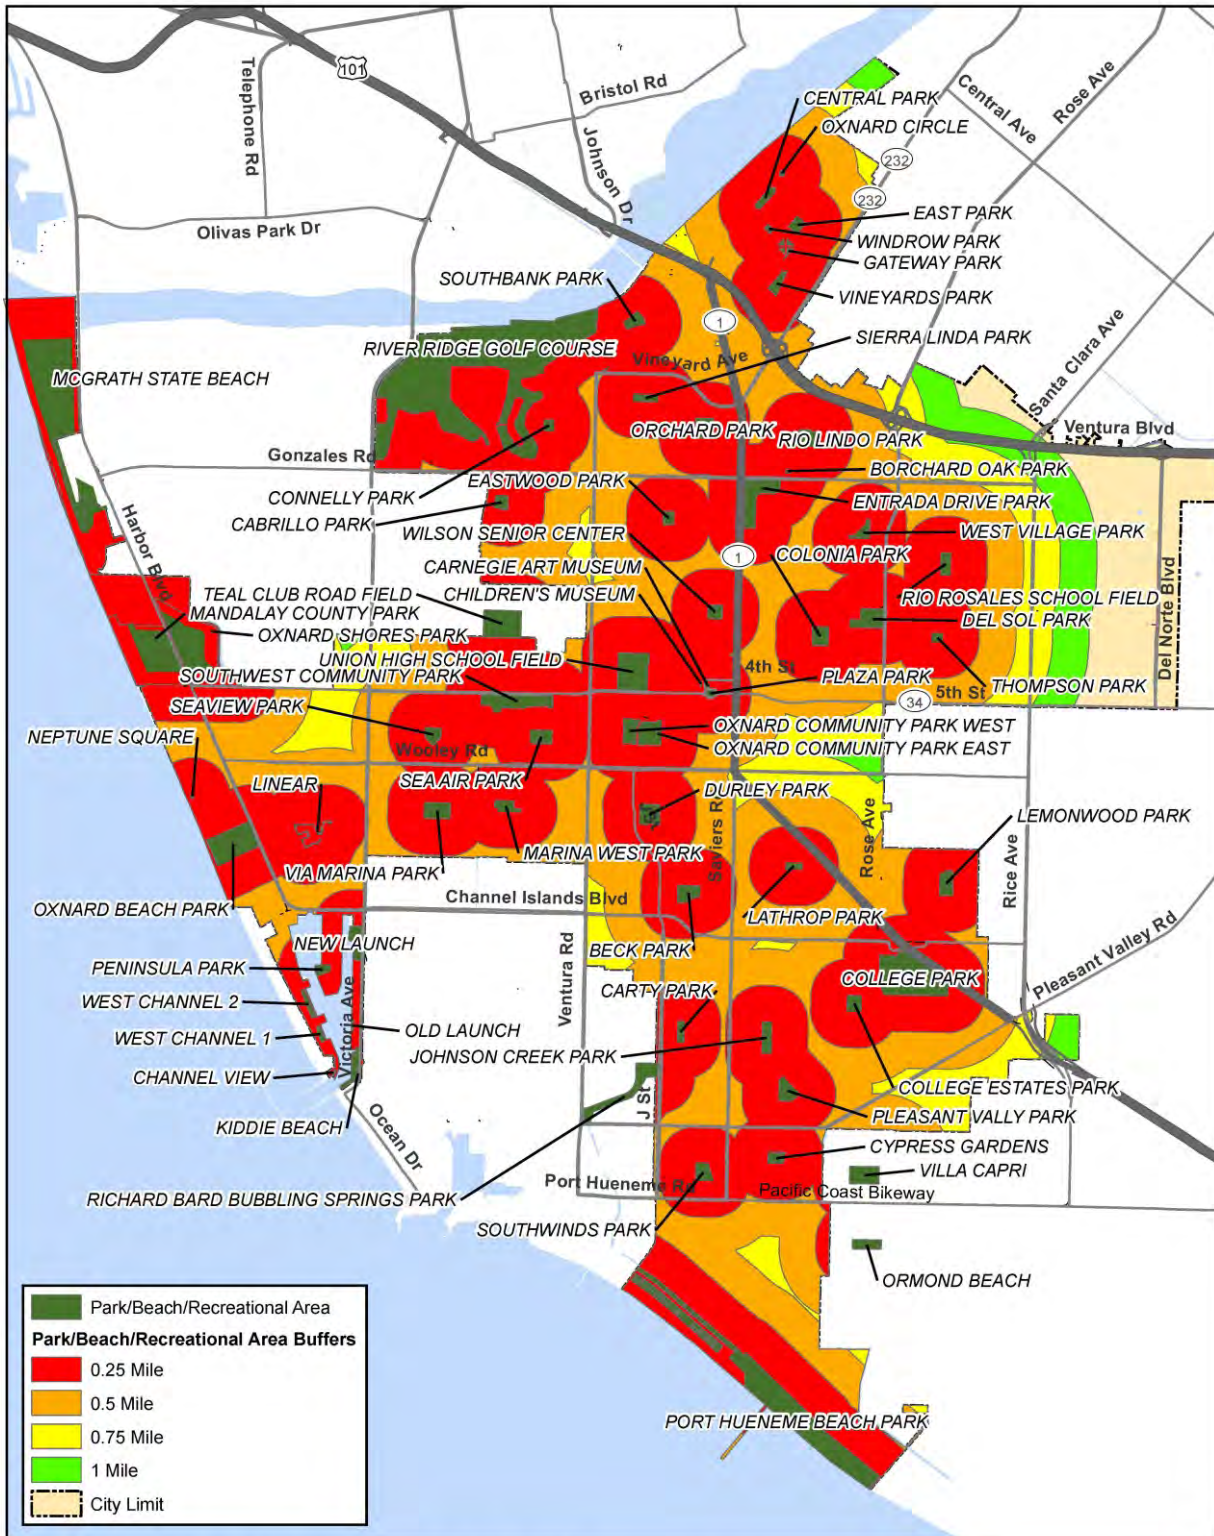 101
Telephone Rd
Bristol Rd
Johnson Dr
Central Ave
Rose Ave
CENTRAL PARK
OXNARD CIRCLE
232
232
EAST PARK
WINDROW PARK
GATEWAY PARK
Olivas Park Dr
SOUTHBANK PARK
VINEYARDS PARK
1
SIERRA LINDA PARK
RIVER RIDGE GOLF COURSE
Vineyard Ave
Santa Clara Ave
MCGRATH STATE BEACH
ORCHARD PARK
RIO LINDO PARK
Ventura Blvd
Gonzales Rd
BORCHARD OAK PARK
EASTWOOD PARK
CONNELLY PARK
ENTRADA DRIVE PARK
CABRILLO PARK
WILSON SENIOR CENTER
WEST VILLAGE PARK
Harbor Blvd
1
COLONIA PARK
CARNEGIE ART MUSEUM
TEAL CLUB ROAD FIELD
CHILDREN'S MUSEUM
RIO ROSALES SCHOOL FIELD
MANDALAY COUNTY PARK
DEL SOL PARK
Del Norte Blvd
OXNARD SHORES PARK
UNION HIGH SCHOOL FIELD
4th St
SOUTHWEST COMMUNITY PARK
PLAZA PARK
THOMPSON PARK
5th St
34
SEAVIEW PARK
OXNARD COMMUNITY PARK WEST
NEPTUNE SQUARE
Wooley Rd
OXNARD COMMUNITY PARK EAST
LINEAR
SEA AIR PARK
DURLEY PARK
Saviers Rd
Rose Ave
LEMONWOOD PARK
Rice Ave
MARINA WEST PARK
VIA MARINA PARK
Channel Islands Blvd
OXNARD BEACH PARK
LATHROP PARK
NEW LAUNCH
BECK PARK
Ventura Rd
PENINSULA PARK
COLLEGE PARK
Pleasant Valley Rd
CARTY PARK
WEST CHANNEL 2
Victoria Ave
OLD LAUNCH
WEST CHANNEL 1
JOHNSON CREEK PARK
CHANNEL VIEW
COLLEGE ESTATES PARK
J St
PLEASANT VALLY PARK
KIDDIE BEACH
Ocean Dr
CYPRESS GARDENS
VILLA CAPRI
RICHARD BARD BUBBLING SPRINGS PARK
Port Hueneme Rd
Pacific Coast Bikeway
SOUTHWINDS PARK
ORMOND BEACH
PORT HUENEME BEACH PARK
Park/Beach/Recreational Area
Park/Beach/Recreational Area Buffers
0.25 Mile
0.5 Mile
0.75 Mile
1 Mile
City Limit